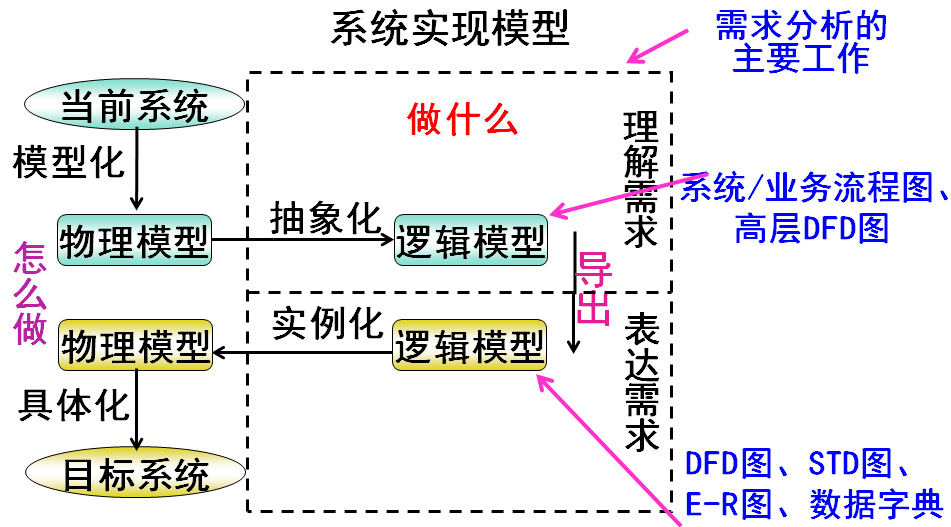 系统实现模型
需求分析的
主要工作
当前系统
做什么
模型化
理解需求
系统/业务流程图、
高层DFD图
物理模型
抽象化
逻辑模型
怎么做
导出
物理模型
实例化
逻辑模型
表达需求
具体化
目标系统
DFD图、STD图、
E-R图、数据字典